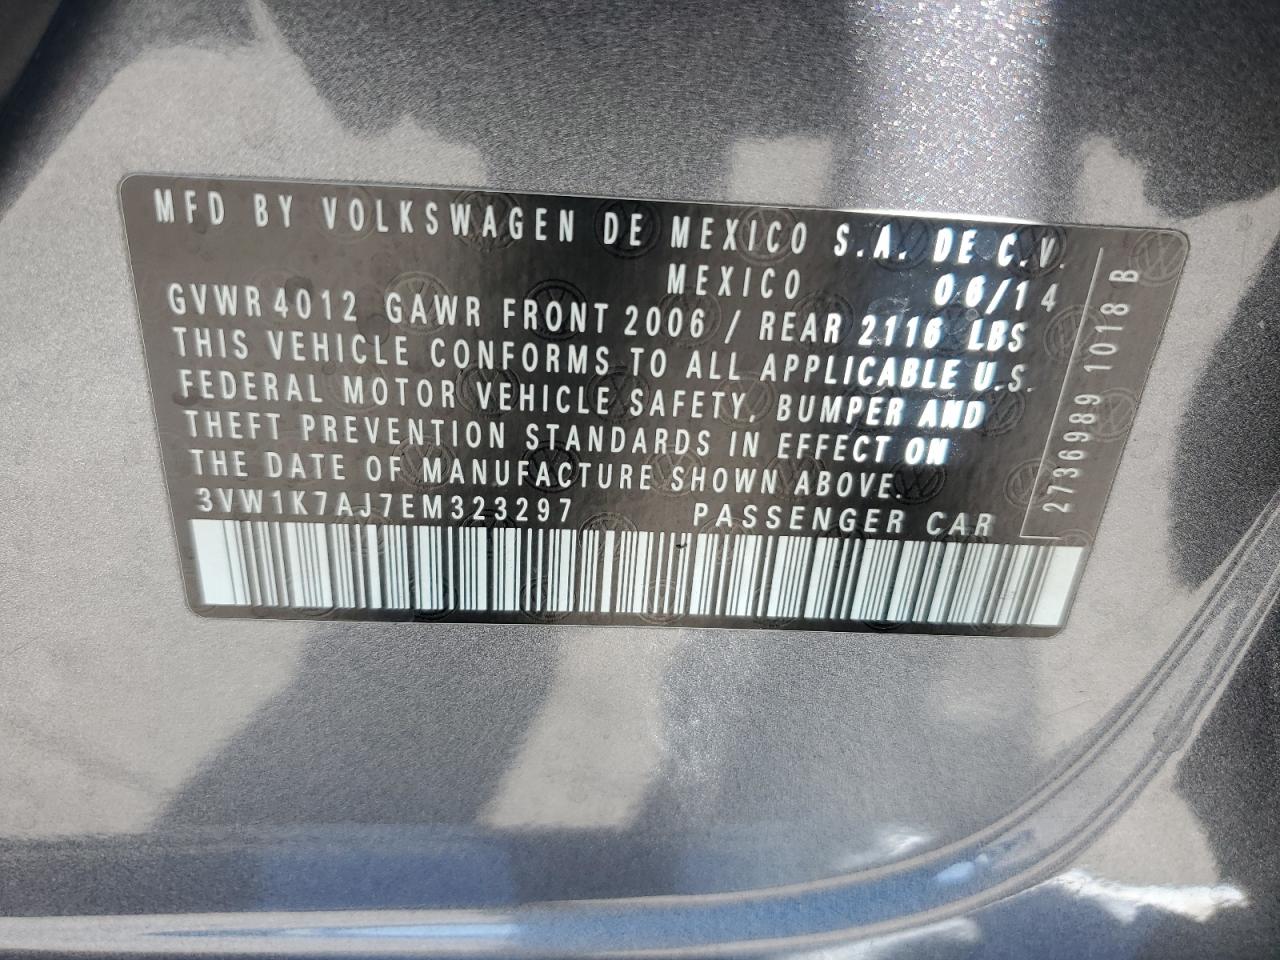 MFD BY VOLKSWAGEN DE MEXICO S.A. DE C.V.
MEXICO 06/14
GVWR 4012 GAWR FRONT 2006 / REAR 2116 LBS
THIS VEHICLE CONFORMS TO ALL APPLICABLE U.S.
FEDERAL MOTOR VEHICLE SAFETY, BUMPER AND
THEFT PREVENTION STANDARDS IN EFFECT ON
THE DATE OF MANUFACTURE SHOWN ABOVE.
3VW1K7AJ7EM323297 PASSENGER CAR
2736989 1018 B